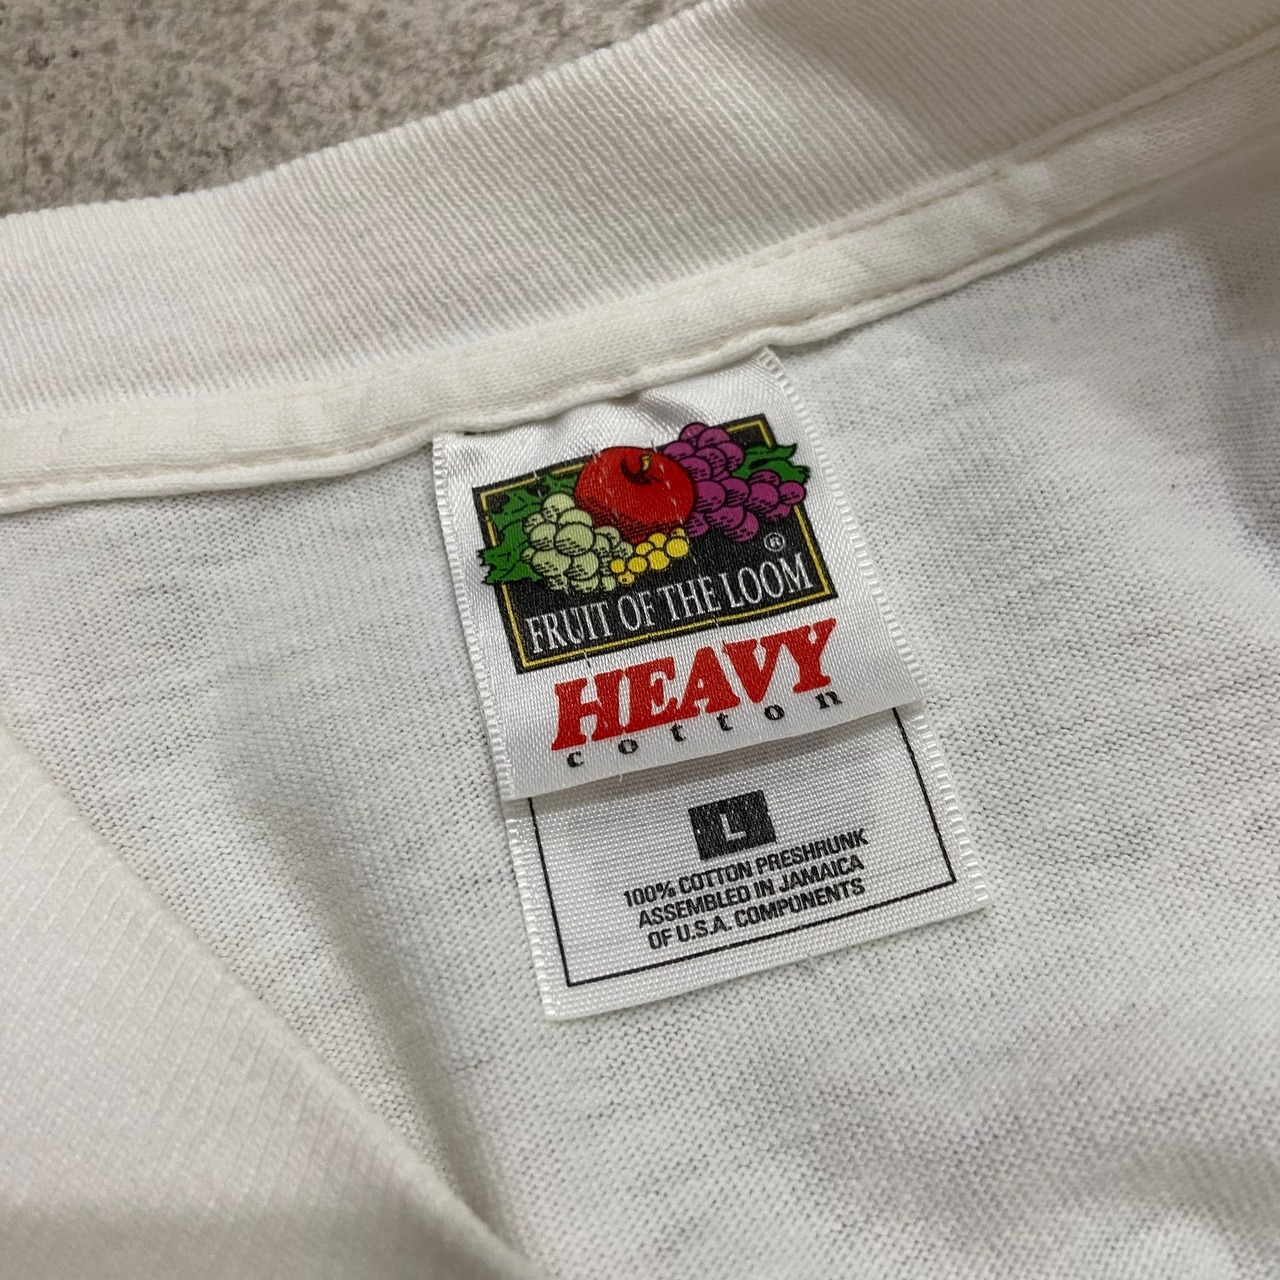 ®
FRUIT OF THE LOOM
HEAVY
cotton
L
100% COTTON PRESHRUNK
ASSEMBLED IN JAMAICA
OF U.S.A. COMPONENTS